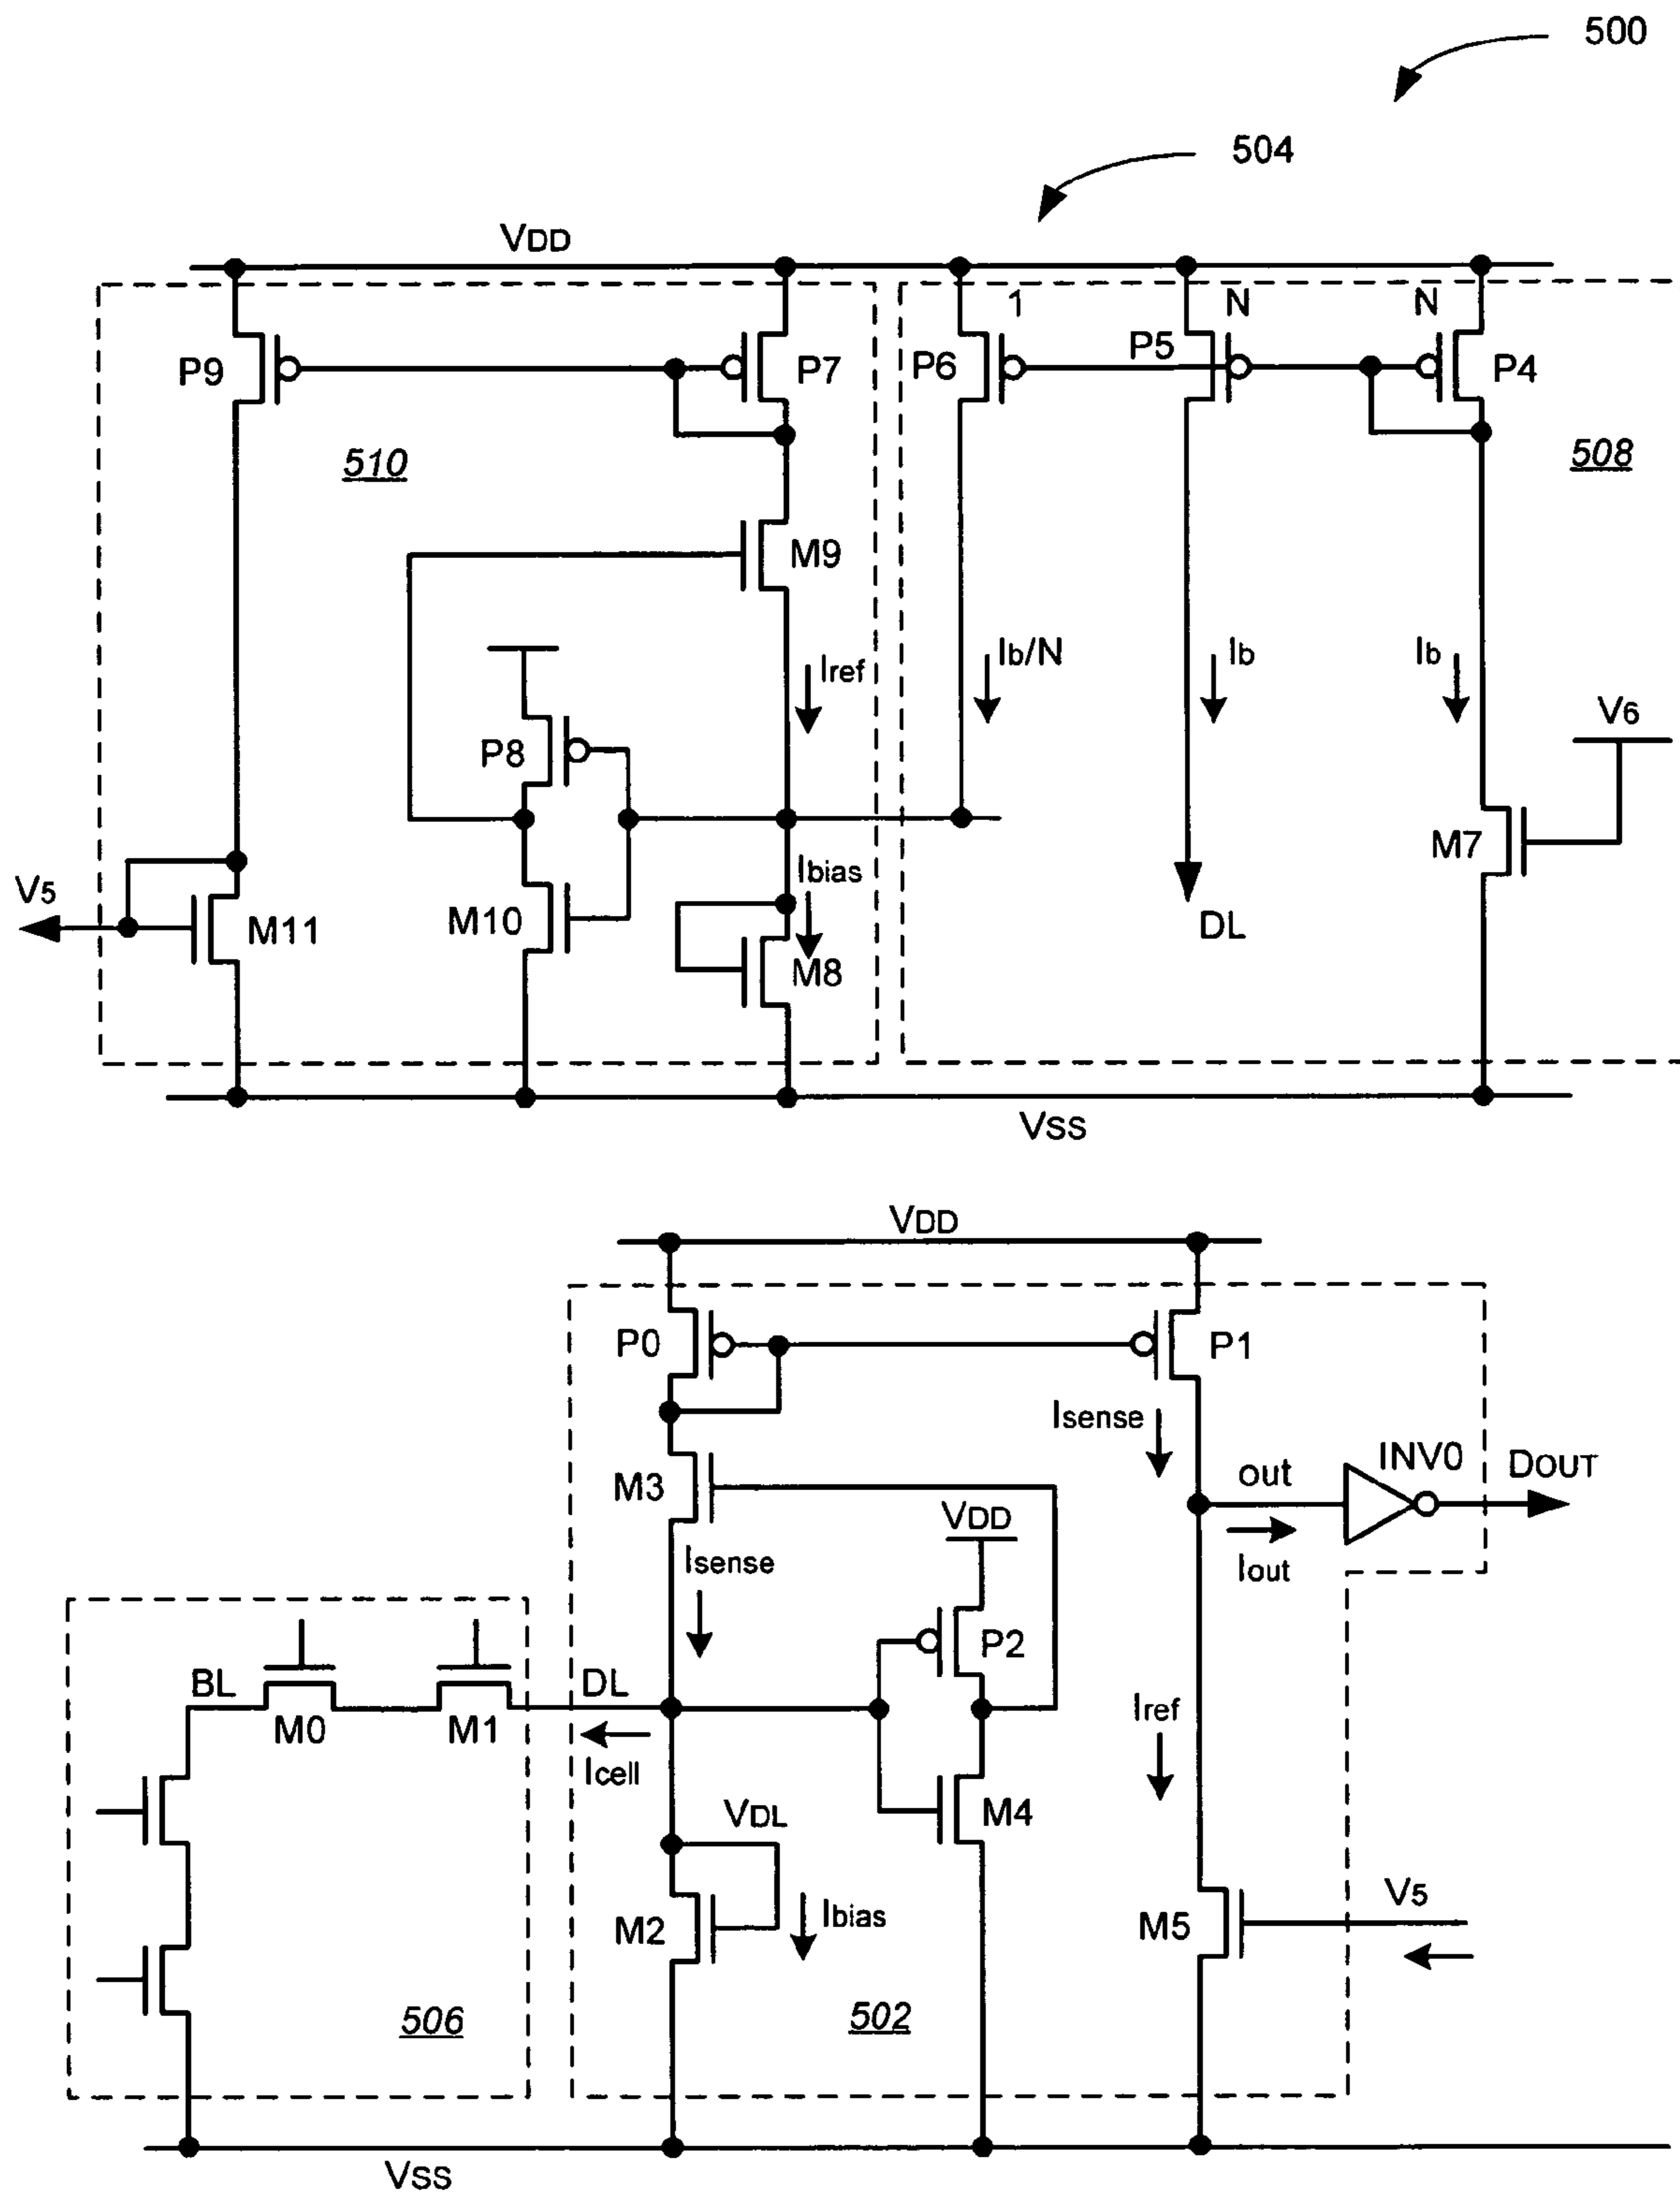 500
504
VDD
1
N
N
P9
P7
P6
P5
P4
510
508
M9
Iref
Ib/N
Ib
Ib
P8
V6
M7
V5
Ibias
M11
M10
M8
DL
VSS
VDD
P0
P1
Isense
INV0
DOUT
out
M3
VDD
Iout
Isense
P2
BL
DL
M0
M1
Iref
Icell
VDL
M4
V5
M2
Ibias
M5
506
502
VSS